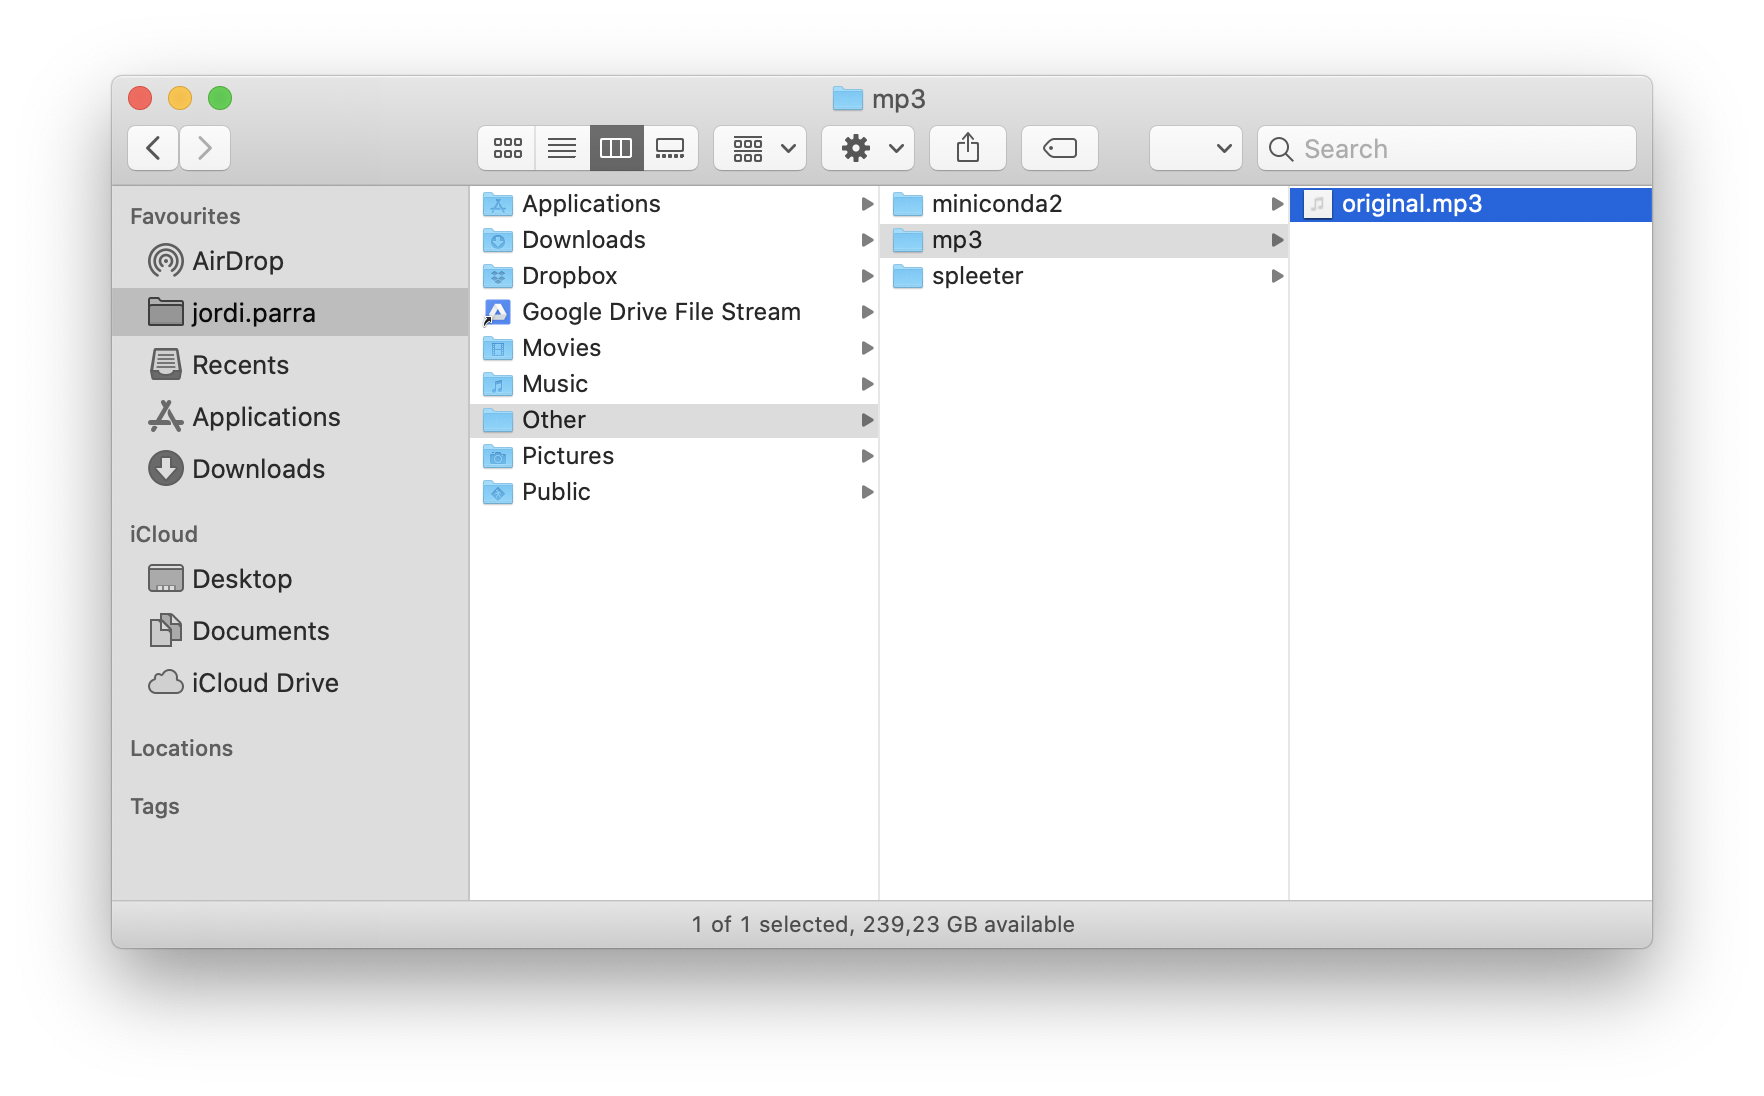 mp3
Search
Favourites
AirDrop
jordi.parra
Recents
Applications
Downloads
iCloud
Desktop
Documents
iCloud Drive
Locations
Tags
Applications
Downloads
Dropbox
Google Drive File Stream
Movies
Music
Other
Pictures
Public
miniconda2
mp3
spleeter
original.mp3
1 of 1 selected, 239,23 GB available